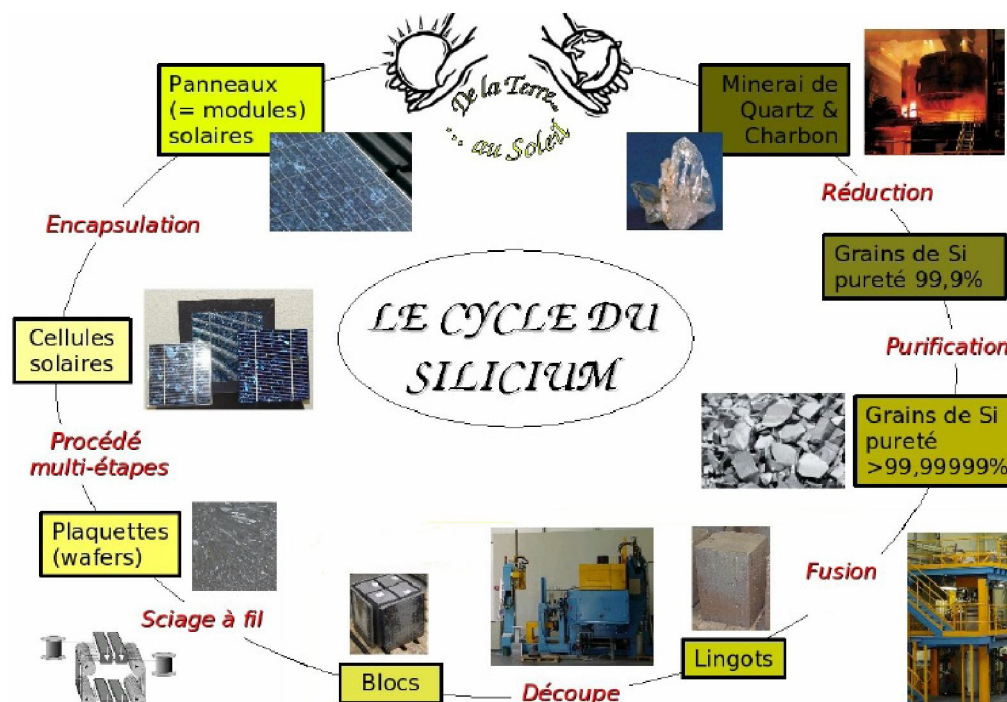 De la Terre...
... au Soleil
Minerai de
Quartz &
Charbon
Réduction
Grains de Si
pureté 99,9%
Purification
Grains de Si
pureté
>99,99999%
Fusion
Lingots
Découpe
Blocs
Sciage à fil
Plaquettes
(wafers)
Procédé
multi-étapes
Cellules
solaires
Encapsulation
Panneaux
(= modules)
solaires
LE CYCLE DU
SILICIUM